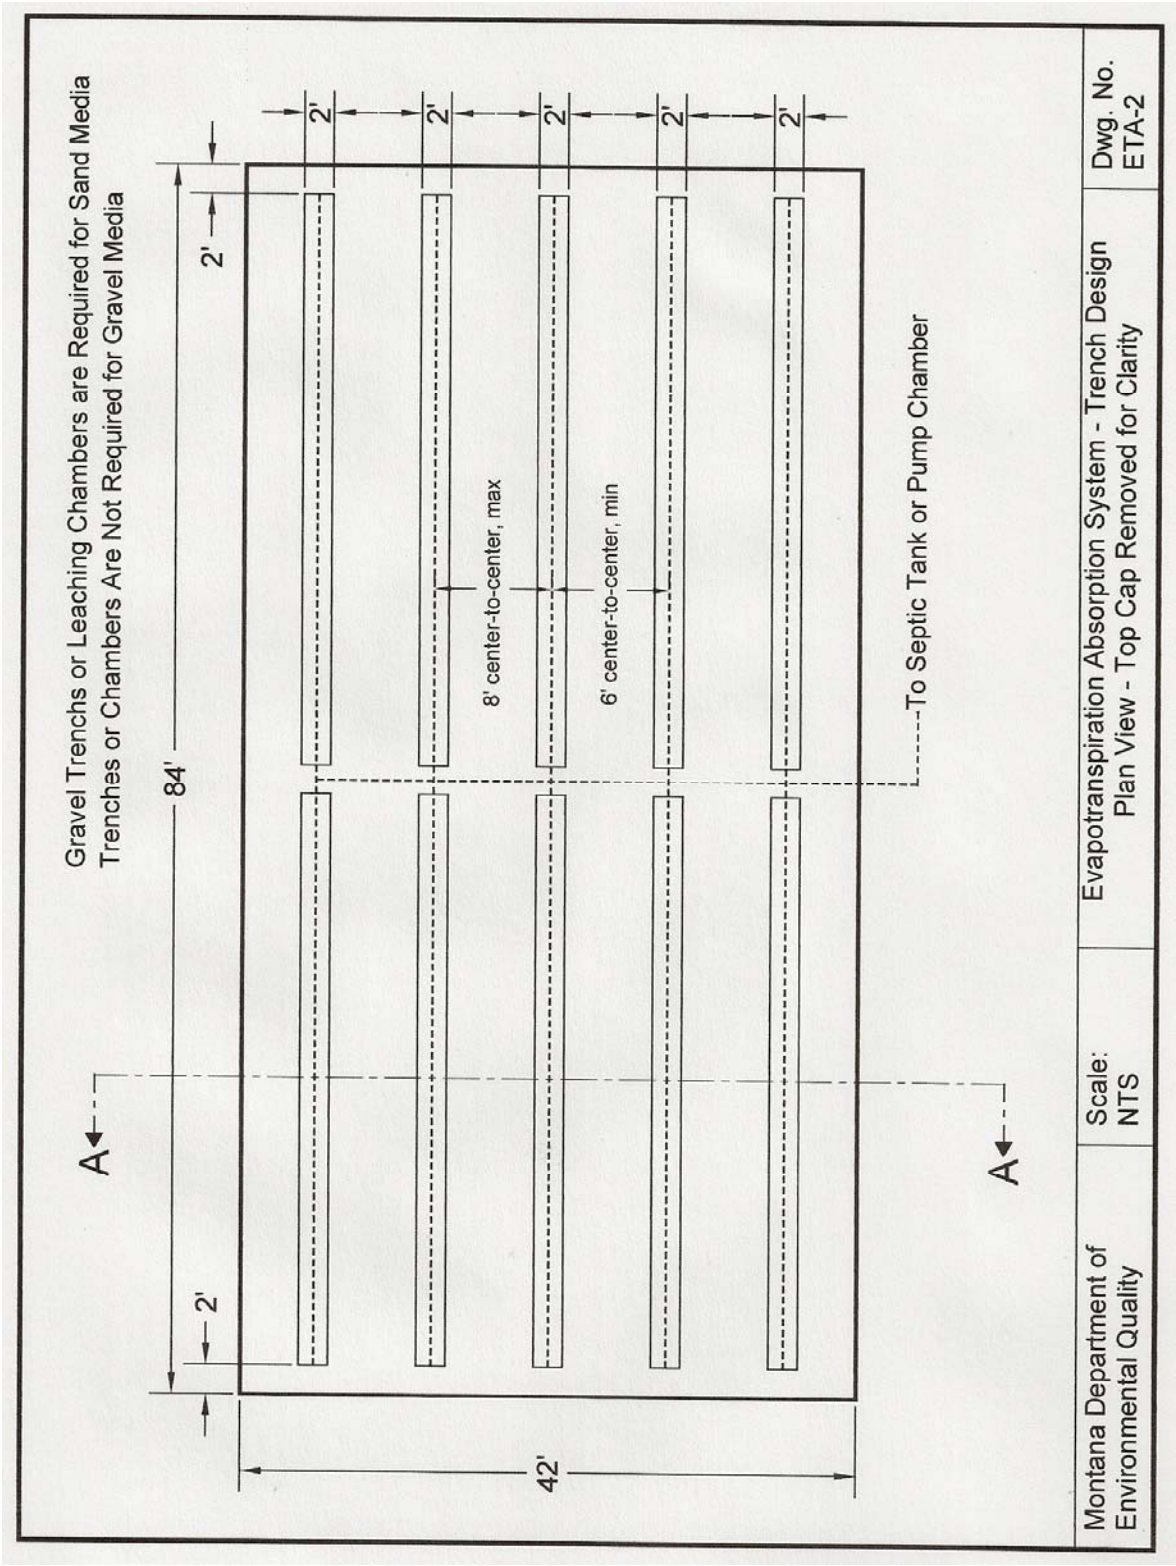 Gravel Trenchs or Leaching Chambers are Required for Sand Media
Trenches or Chambers Are Not Required for Gravel Media
84'
2'
2'
2'
2'
2'
2'
2'
42'
8' center-to-center, max
6' center-to-center, min
A
A
To Septic Tank or Pump Chamber
Montana Department of
Environmental Quality
Scale:
NTS
Evapotranspiration Absorption System - Trench Design
Plan View - Top Cap Removed for Clarity
Dwg. No.
ETA-2